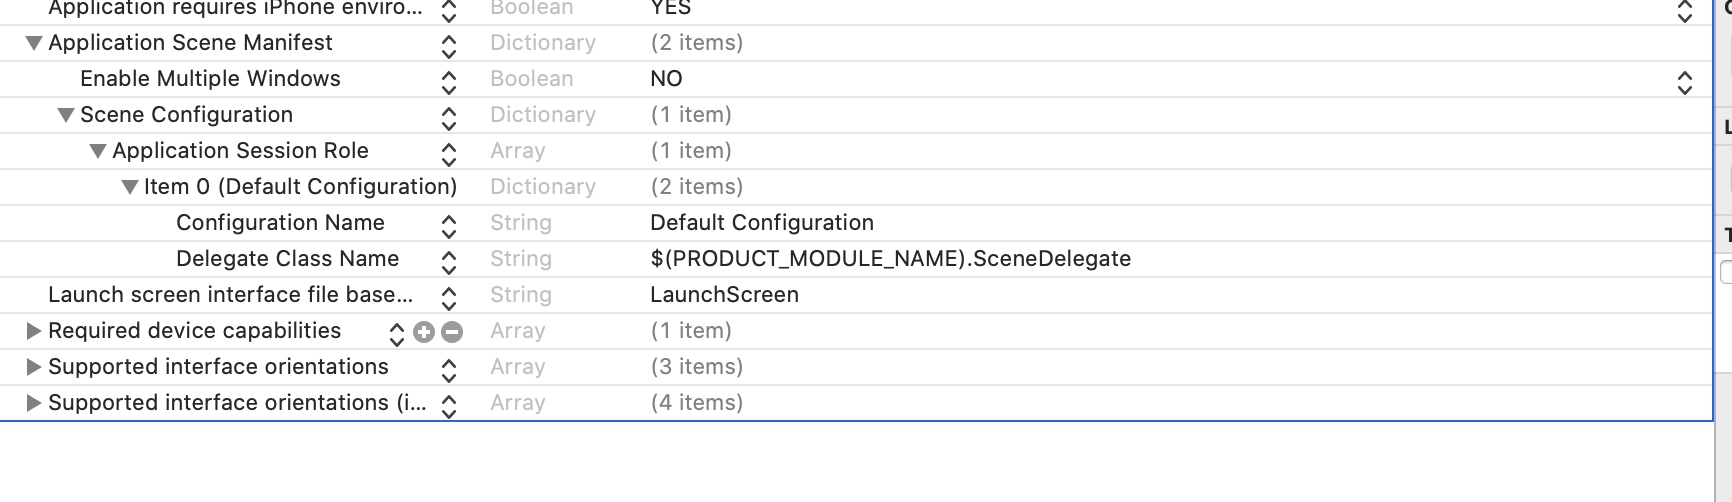 Application requires iPhone enviro... Boolean YES
Application Scene Manifest Dictionary (2 items)
Enable Multiple Windows Boolean NO
Scene Configuration Dictionary (1 item)
Application Session Role Array (1 item)
Item 0 (Default Configuration) Dictionary (2 items)
Configuration Name String Default Configuration
Delegate Class Name String $(PRODUCT_MODULE_NAME).SceneDelegate
Launch screen interface file base... String LaunchScreen
Required device capabilities Array (1 item)
Supported interface orientations Array (3 items)
Supported interface orientations (i... Array (4 items)